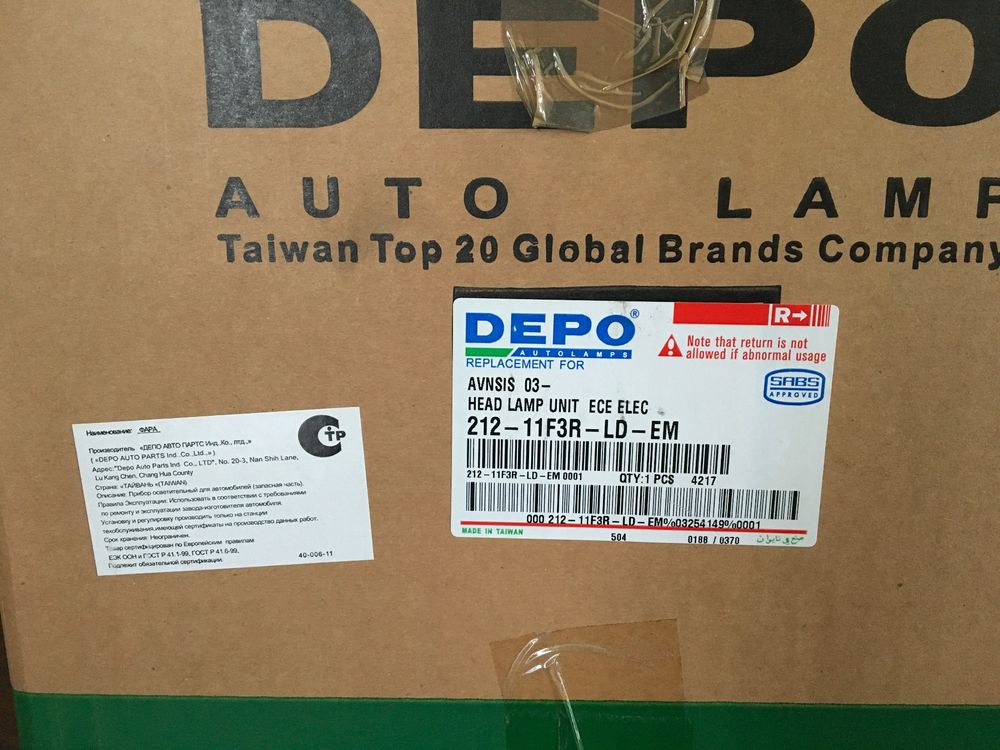 DEPO
AUTO LAMP
Taiwan Top 20 Global Brands Company
DEPO®
AUTOLAMPS
REPLACEMENT FOR
R→
Note that return is not
allowed if abnormal usage
AVNSIS 03-
HEAD LAMP UNIT ECE ELEC
212-11F3R-LD-EM
SABS
APPROVED
212-11F3R-LD-EM 0001 QTY:1 PCS 4217
000 212-11F3R-LD-EM%03254149%0001
MADE IN TAIWAN 504 0188 / 0370 صنع في تايوان
Наименование: ФАРА
Производитель «ДЕПО АВТО ПАРТС Инд.,Ко., лтд.,»
( «DEPO AUTO PARTS Ind .Co.,Ltd.,» )
Адрес:"Depo Auto Parts Ind. Co., LTD", No. 20-3, Nan Shih Lane,
Lu Kang Chen, Chang Hua County
Страна: «ТАЙВАНЬ «(TAIWAN)
Описание: Прибор осветительный для автомобилей (запасная часть).
Правила Эксплуатации: Использовать в соответствии с требованиями
по ремонту и эксплуатации завода-изготовителя автомобиля.
Установку и регулировку производить только на станции
техобслуживания,имеющей сертификаты на производство данных работ.
Срок хранения: Неограничен.
Товар сертифицирован по Европейским правилам
ЕЭК ООН и ГОСТ Р 41.1-99, ГОСТ Р 41.6-99,
Подлежит обязательной сертификации.
40-006-11
СТР